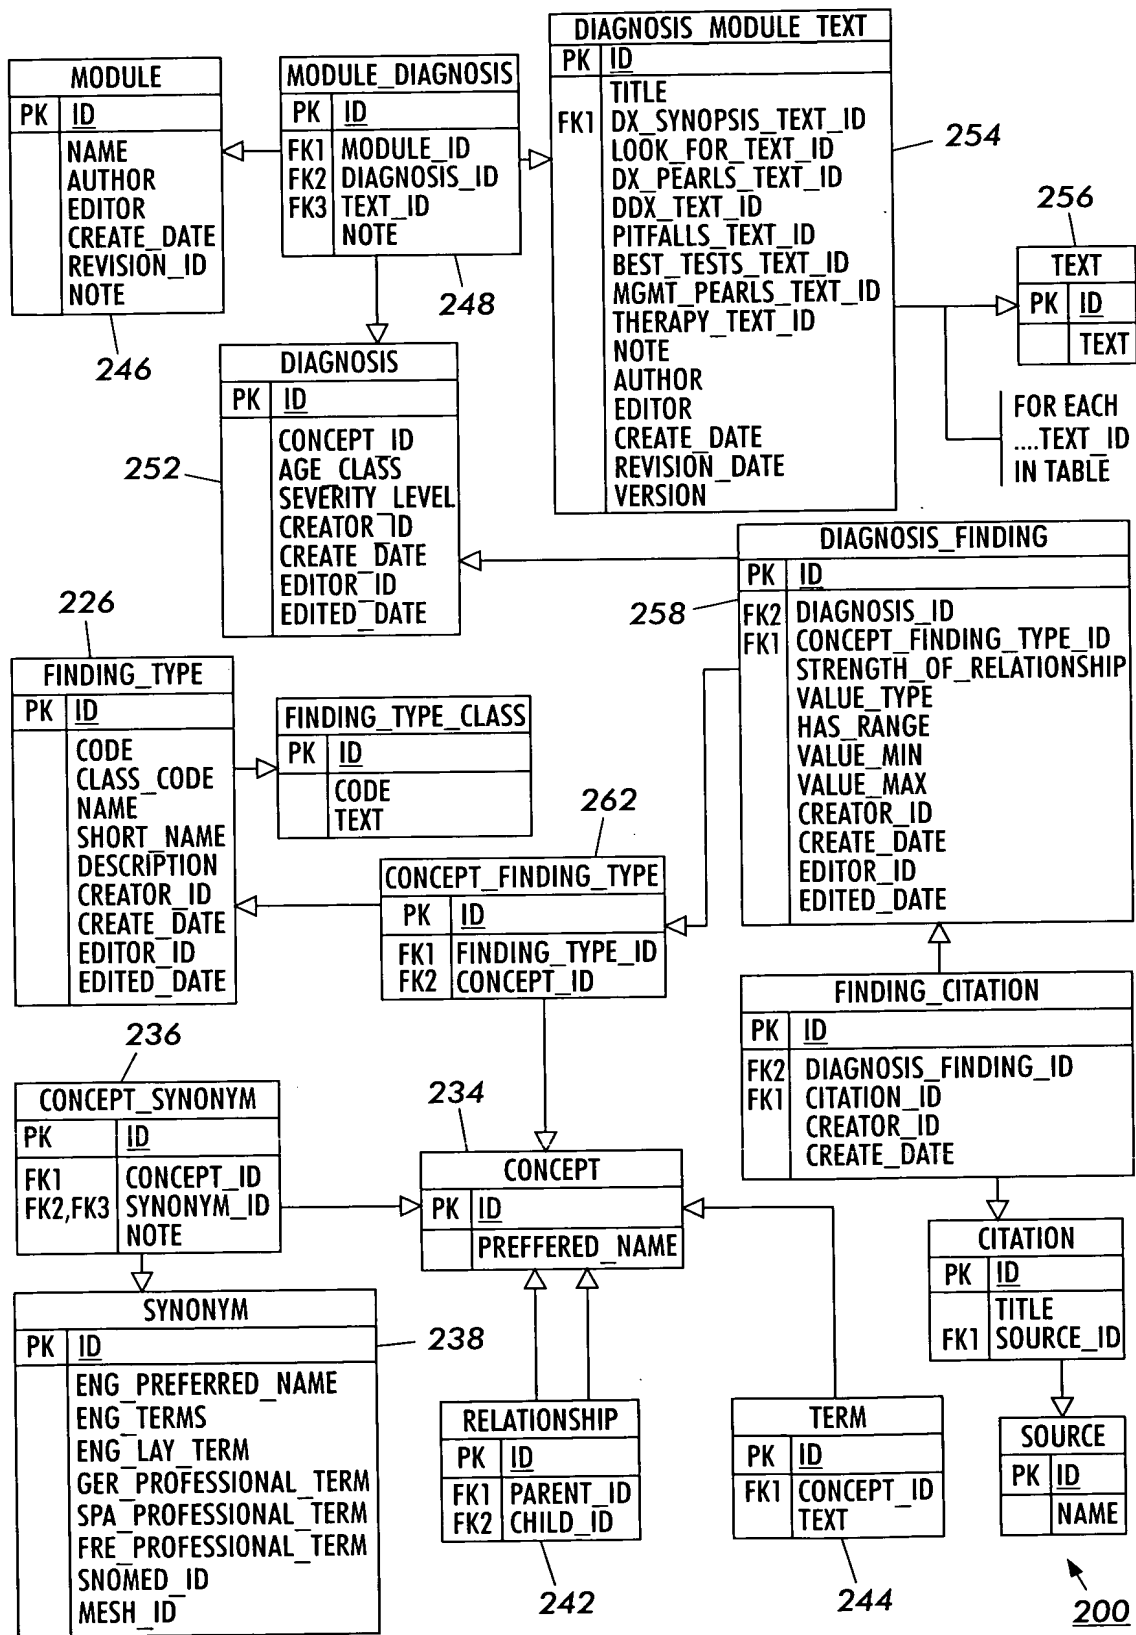 MODULE
PK ID
NAME
AUTHOR
EDITOR
CREATE_DATE
REVISION_ID
NOTE
246
MODULE_DIAGNOSIS
PK ID
FK1 MODULE_ID
FK2 DIAGNOSIS_ID
FK3 TEXT_ID
NOTE
248
DIAGNOSIS_MODULE_TEXT
PK ID
TITLE
FK1 DX_SYNOPSIS_TEXT_ID
LOOK_FOR_TEXT_ID
DX_PEARLS_TEXT_ID
DDX_TEXT_ID
PITFALLS_TEXT_ID
BEST_TESTS_TEXT_ID
MGMT_PEARLS_TEXT_ID
THERAPY_TEXT_ID
NOTE
AUTHOR
EDITOR
CREATE_DATE
REVISION_DATE
VERSION
254
256
TEXT
PK ID
TEXT
FOR EACH
....TEXT_ID
IN TABLE
DIAGNOSIS
PK ID
CONCEPT_ID
AGE_CLASS
SEVERITY_LEVEL
CREATOR_ID
CREATE_DATE
EDITOR_ID
EDITED_DATE
252
DIAGNOSIS_FINDING
PK ID
FK2 DIAGNOSIS_ID
FK1 CONCEPT_FINDING_TYPE_ID
STRENGTH_OF_RELATIONSHIP
VALUE_TYPE
HAS_RANGE
VALUE_MIN
VALUE_MAX
CREATOR_ID
CREATE_DATE
EDITOR_ID
EDITED_DATE
258
226
FINDING_TYPE
PK ID
CODE
CLASS_CODE
NAME
SHORT_NAME
DESCRIPTION
CREATOR_ID
CREATE_DATE
EDITOR_ID
EDITED_DATE
FINDING_TYPE_CLASS
PK ID
CODE
TEXT
262
CONCEPT_FINDING_TYPE
PK ID
FK1 FINDING_TYPE_ID
FK2 CONCEPT_ID
FINDING_CITATION
PK ID
FK2 DIAGNOSIS_FINDING_ID
FK1 CITATION_ID
CREATOR_ID
CREATE_DATE
236
CONCEPT_SYNONYM
PK ID
FK1 CONCEPT_ID
FK2,FK3 SYNONYM_ID
NOTE
234
CONCEPT
PK ID
PREFFERED_NAME
CITATION
PK ID
TITLE
FK1 SOURCE_ID
SYNONYM
PK ID
ENG_PREFERRED_NAME
ENG_TERMS
ENG_LAY_TERM
GER_PROFESSIONAL_TERM
SPA_PROFESSIONAL_TERM
FRE_PROFESSIONAL_TERM
SNOMED_ID
MESH_ID
238
RELATIONSHIP
PK ID
FK1 PARENT_ID
FK2 CHILD_ID
242
TERM
PK ID
FK1 CONCEPT_ID
TEXT
244
SOURCE
PK ID
NAME
200